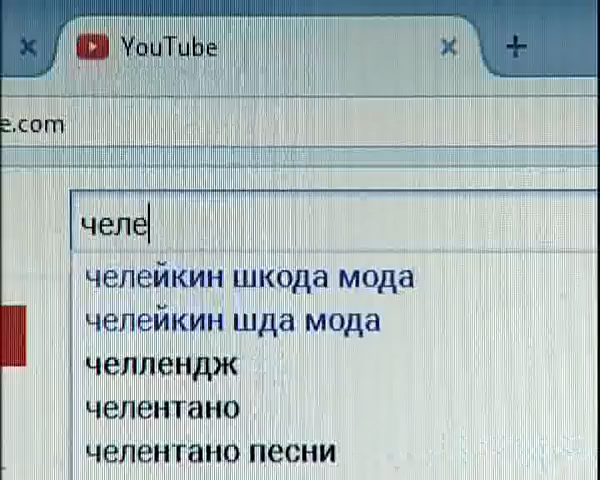 YouTube
e.com
челе
челейкин шкода мода
челейкин шда мода
челлендж
челентано
челентано песни